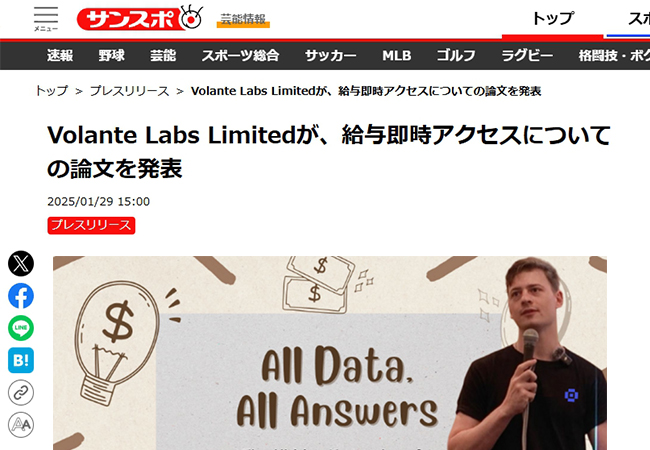 メニュー
サンスポ
芸能情報
トップ
速報 野球 芸能 スポーツ総合 サッカー MLB ゴルフ ラグビー 格闘技・ボク
トップ > プレスリリース > Volante Labs Limitedが、給与即時アクセスについての論文を発表
Volante Labs Limitedが、給与即時アクセスについて
の論文を発表
2025/01/29 15:00
プレスリリース
X
f
LINE
B!
AA
$
$
$
All Data,
All Answers